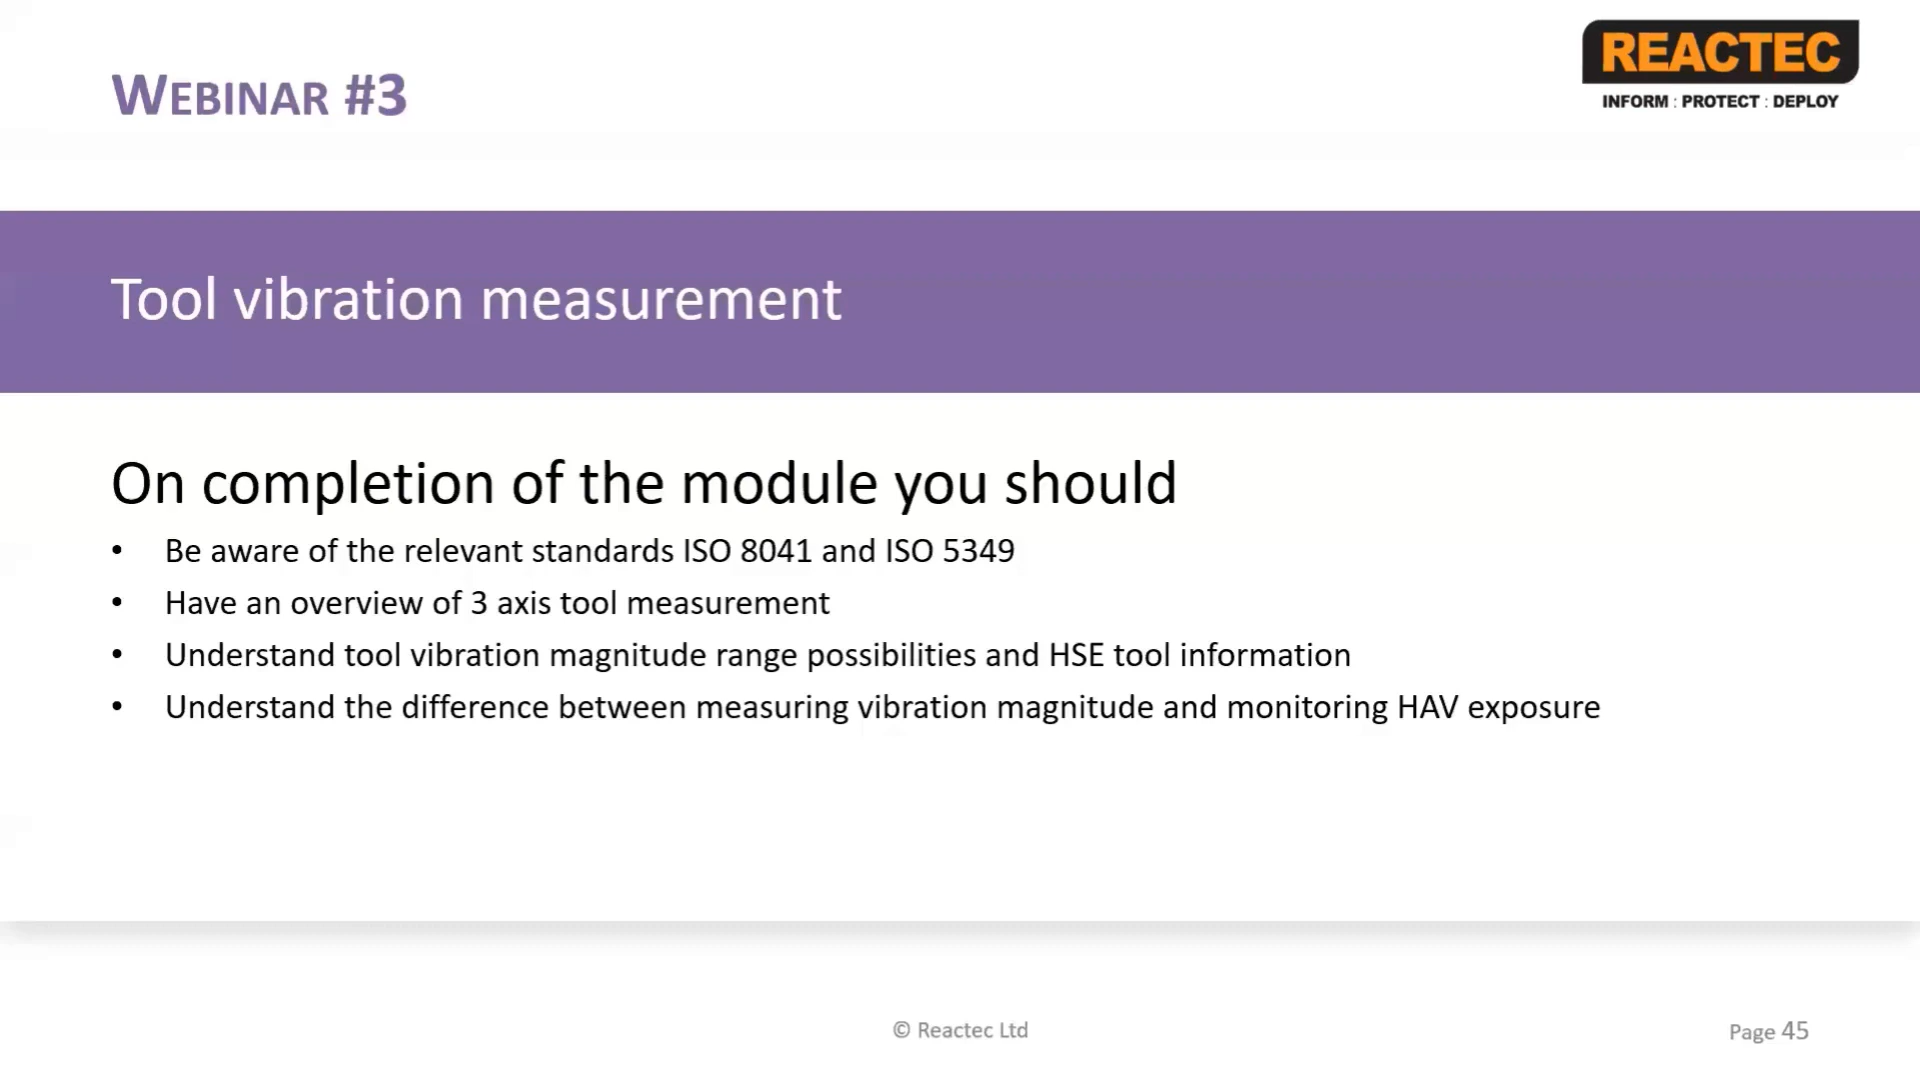 WEBINAR #3
REACTEC
INFORM : PROTECT : DEPLOY
Tool vibration measurement
On completion of the module you should
• Be aware of the relevant standards ISO 8041 and ISO 5349
• Have an overview of 3 axis tool measurement
• Understand tool vibration magnitude range possibilities and HSE tool information
• Understand the difference between measuring vibration magnitude and monitoring HAV exposure
© Reactec Ltd
Page 45